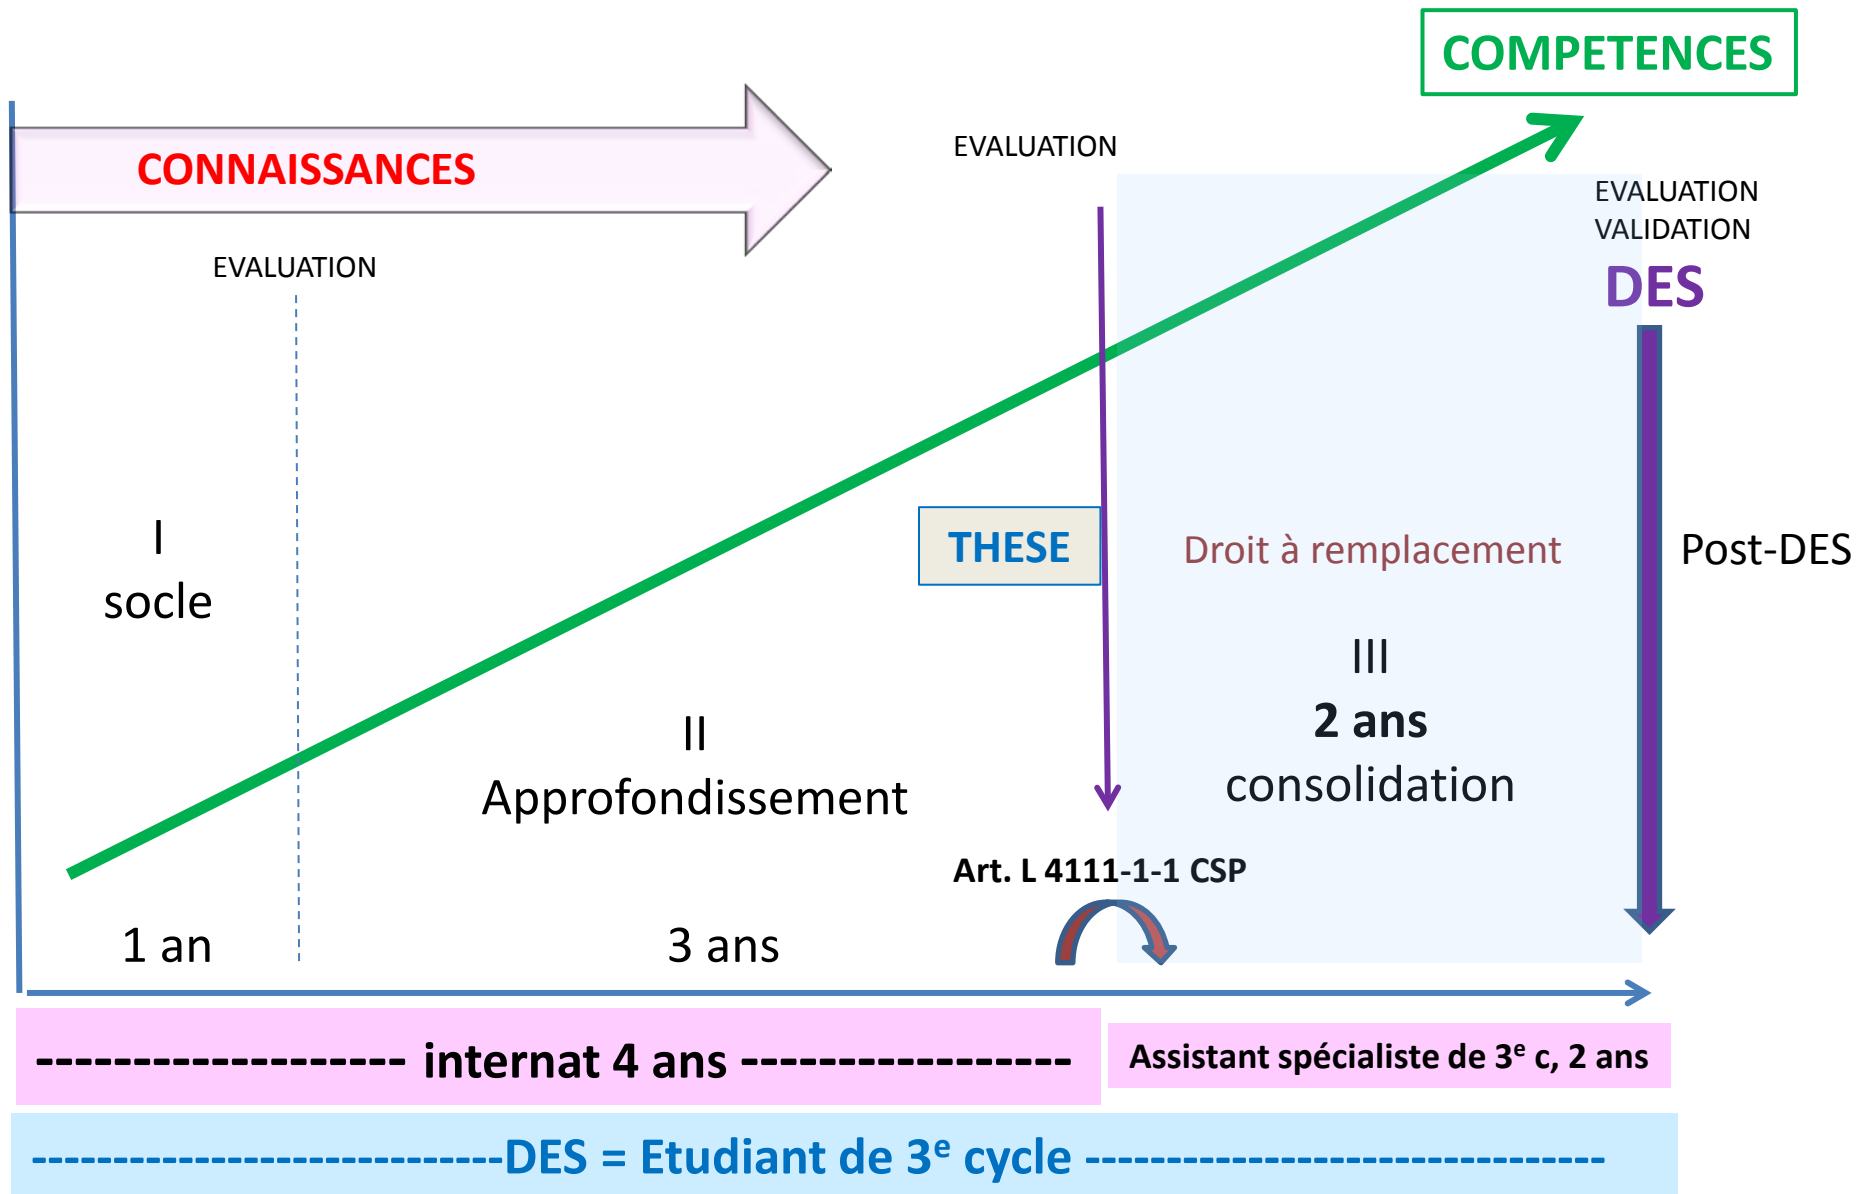 COMPETENCES
CONNAISSANCES
EVALUATION
EVALUATION
VALIDATION
DES
EVALUATION
I
socle
THESE
Droit à remplacement
Post-DES
III
2 ans
consolidation
II
Approfondissement
Art. L 4111-1-1 CSP
1 an
3 ans
------------------- internat 4 ans -----------------
Assistant spécialiste de 3e c, 2 ans
-----------------------------DES = Etudiant de 3e cycle --------------------------------